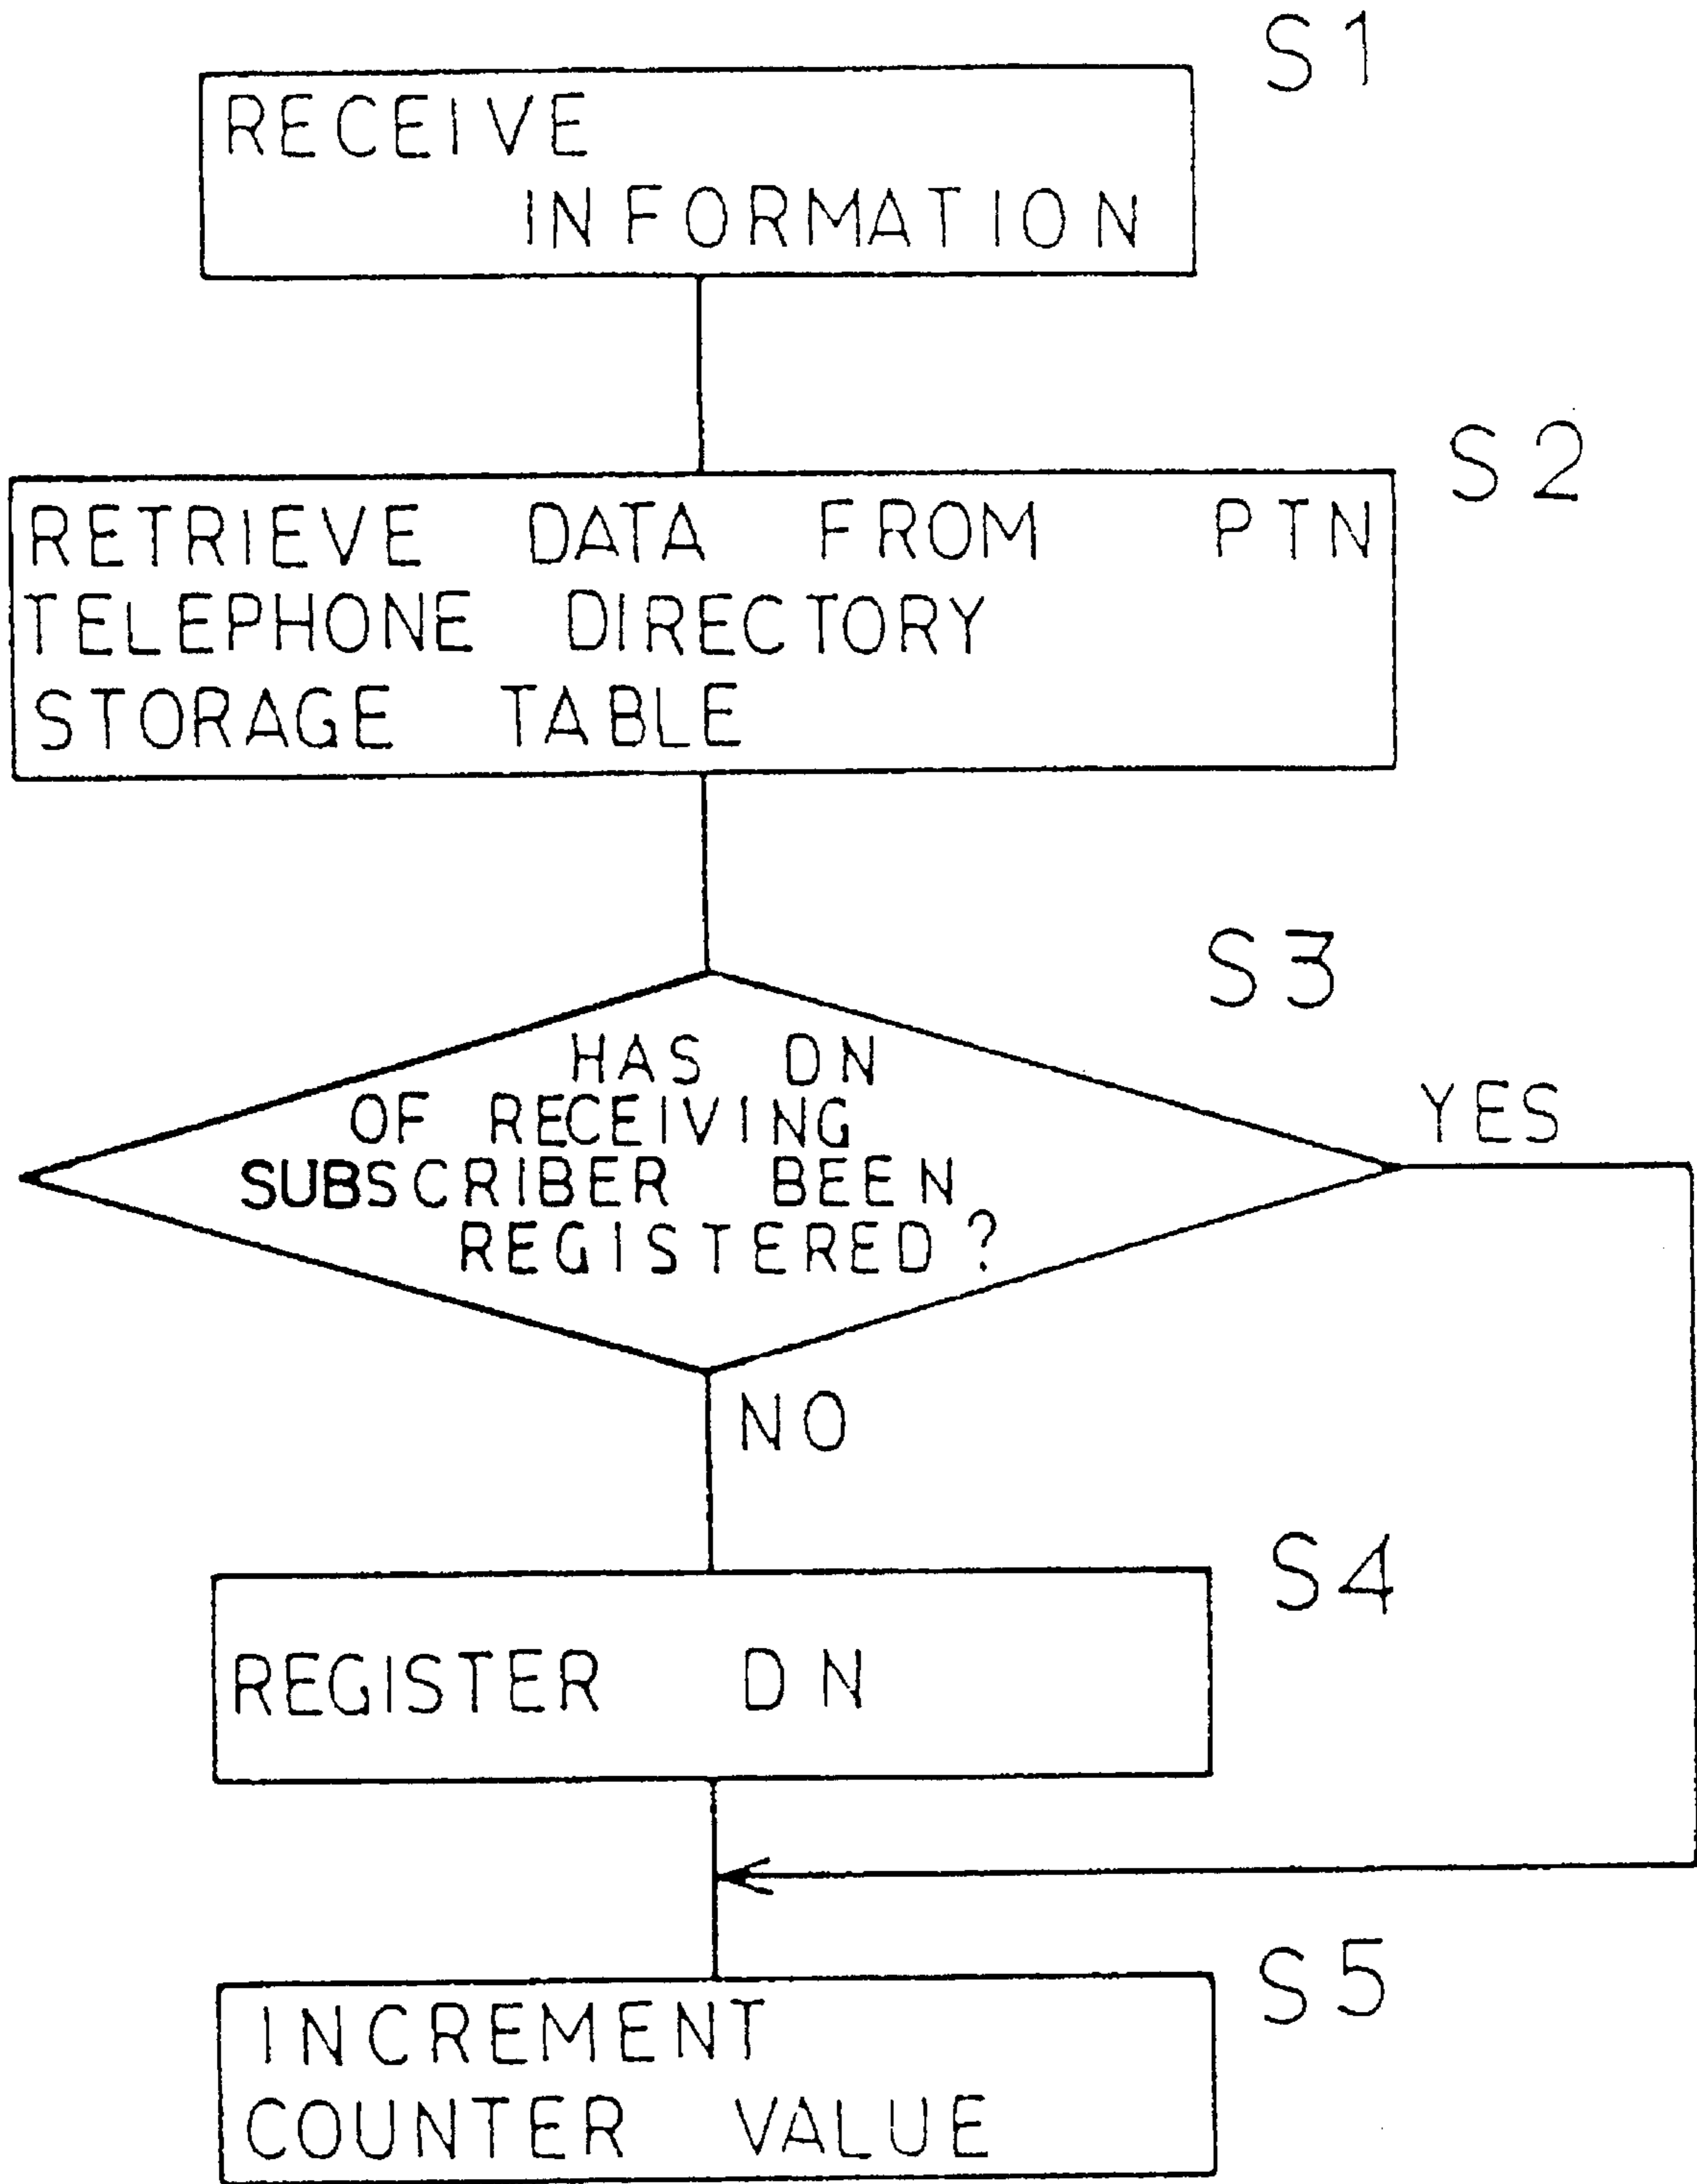 S1
RECEIVE
INFORMATION
S2
RETRIEVE DATA FROM PTN
TELEPHONE DIRECTORY
STORAGE TABLE
S3
HAS DN
OF RECEIVING
SUBSCRIBER BEEN
REGISTERED?
YES
NO
S4
REGISTER DN
S5
INCREMENT
COUNTER VALUE